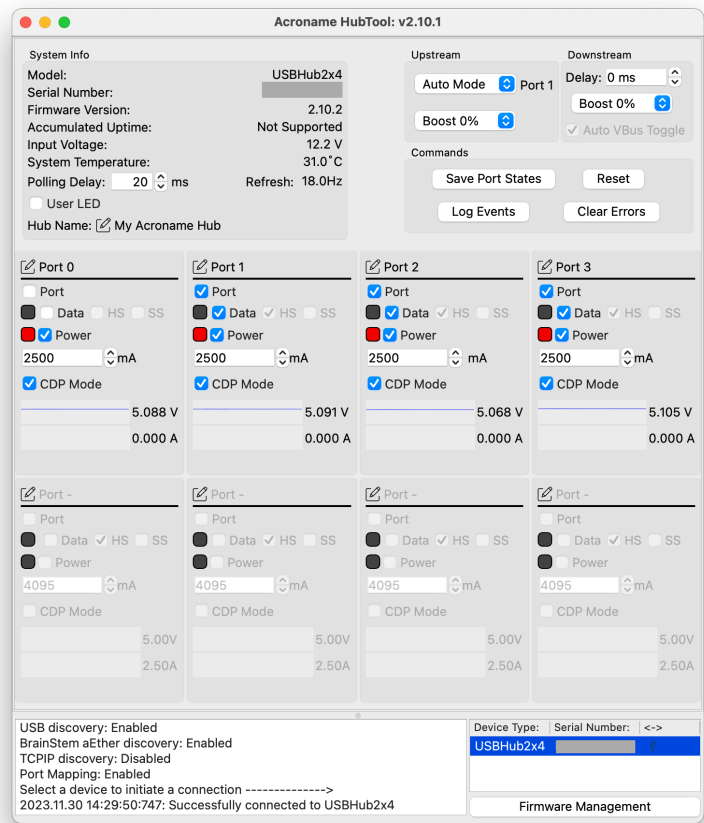 Acroname HubTool: v2.10.1
System Info
Model: USBHub2x4
Serial Number:
Firmware Version: 2.10.2
Accumulated Uptime: Not Supported
Input Voltage: 12.2 V
System Temperature: 31.0°C
Polling Delay: 20 ms Refresh: 18.0Hz
User LED
Hub Name: My Acroname Hub
Upstream
Auto Mode Port 1
Boost 0%
Downstream
Delay: 0 ms
Boost 0%
Auto VBus Toggle
Commands
Save Port States Reset
Log Events Clear Errors
Port 0
Port
Data HS SS
Power
2500 mA
CDP Mode
5.088 V
0.000 A
Port 1
Port
Data HS SS
Power
2500 mA
CDP Mode
5.091 V
0.000 A
Port 2
Port
Data HS SS
Power
2500 mA
CDP Mode
5.068 V
0.000 A
Port 3
Port
Data HS SS
Power
2500 mA
CDP Mode
5.105 V
0.000 A
Port -
Port
Data HS SS
Power
4095 mA
CDP Mode
5.00V
2.50A
Port -
Port
Data HS SS
Power
4095 mA
CDP Mode
5.00V
2.50A
Port -
Port
Data HS SS
Power
4095 mA
CDP Mode
5.00V
2.50A
Port -
Port
Data HS SS
Power
4095 mA
CDP Mode
5.00V
2.50A
USB discovery: Enabled
BrainStem aEther discovery: Enabled
TCPIP discovery: Disabled
Port Mapping: Enabled
Select a device to initiate a connection -------------->
2023.11.30 14:29:50:747: Successfully connected to USBHub2x4
Device Type: Serial Number: <->
USBHub2x4
Firmware Management